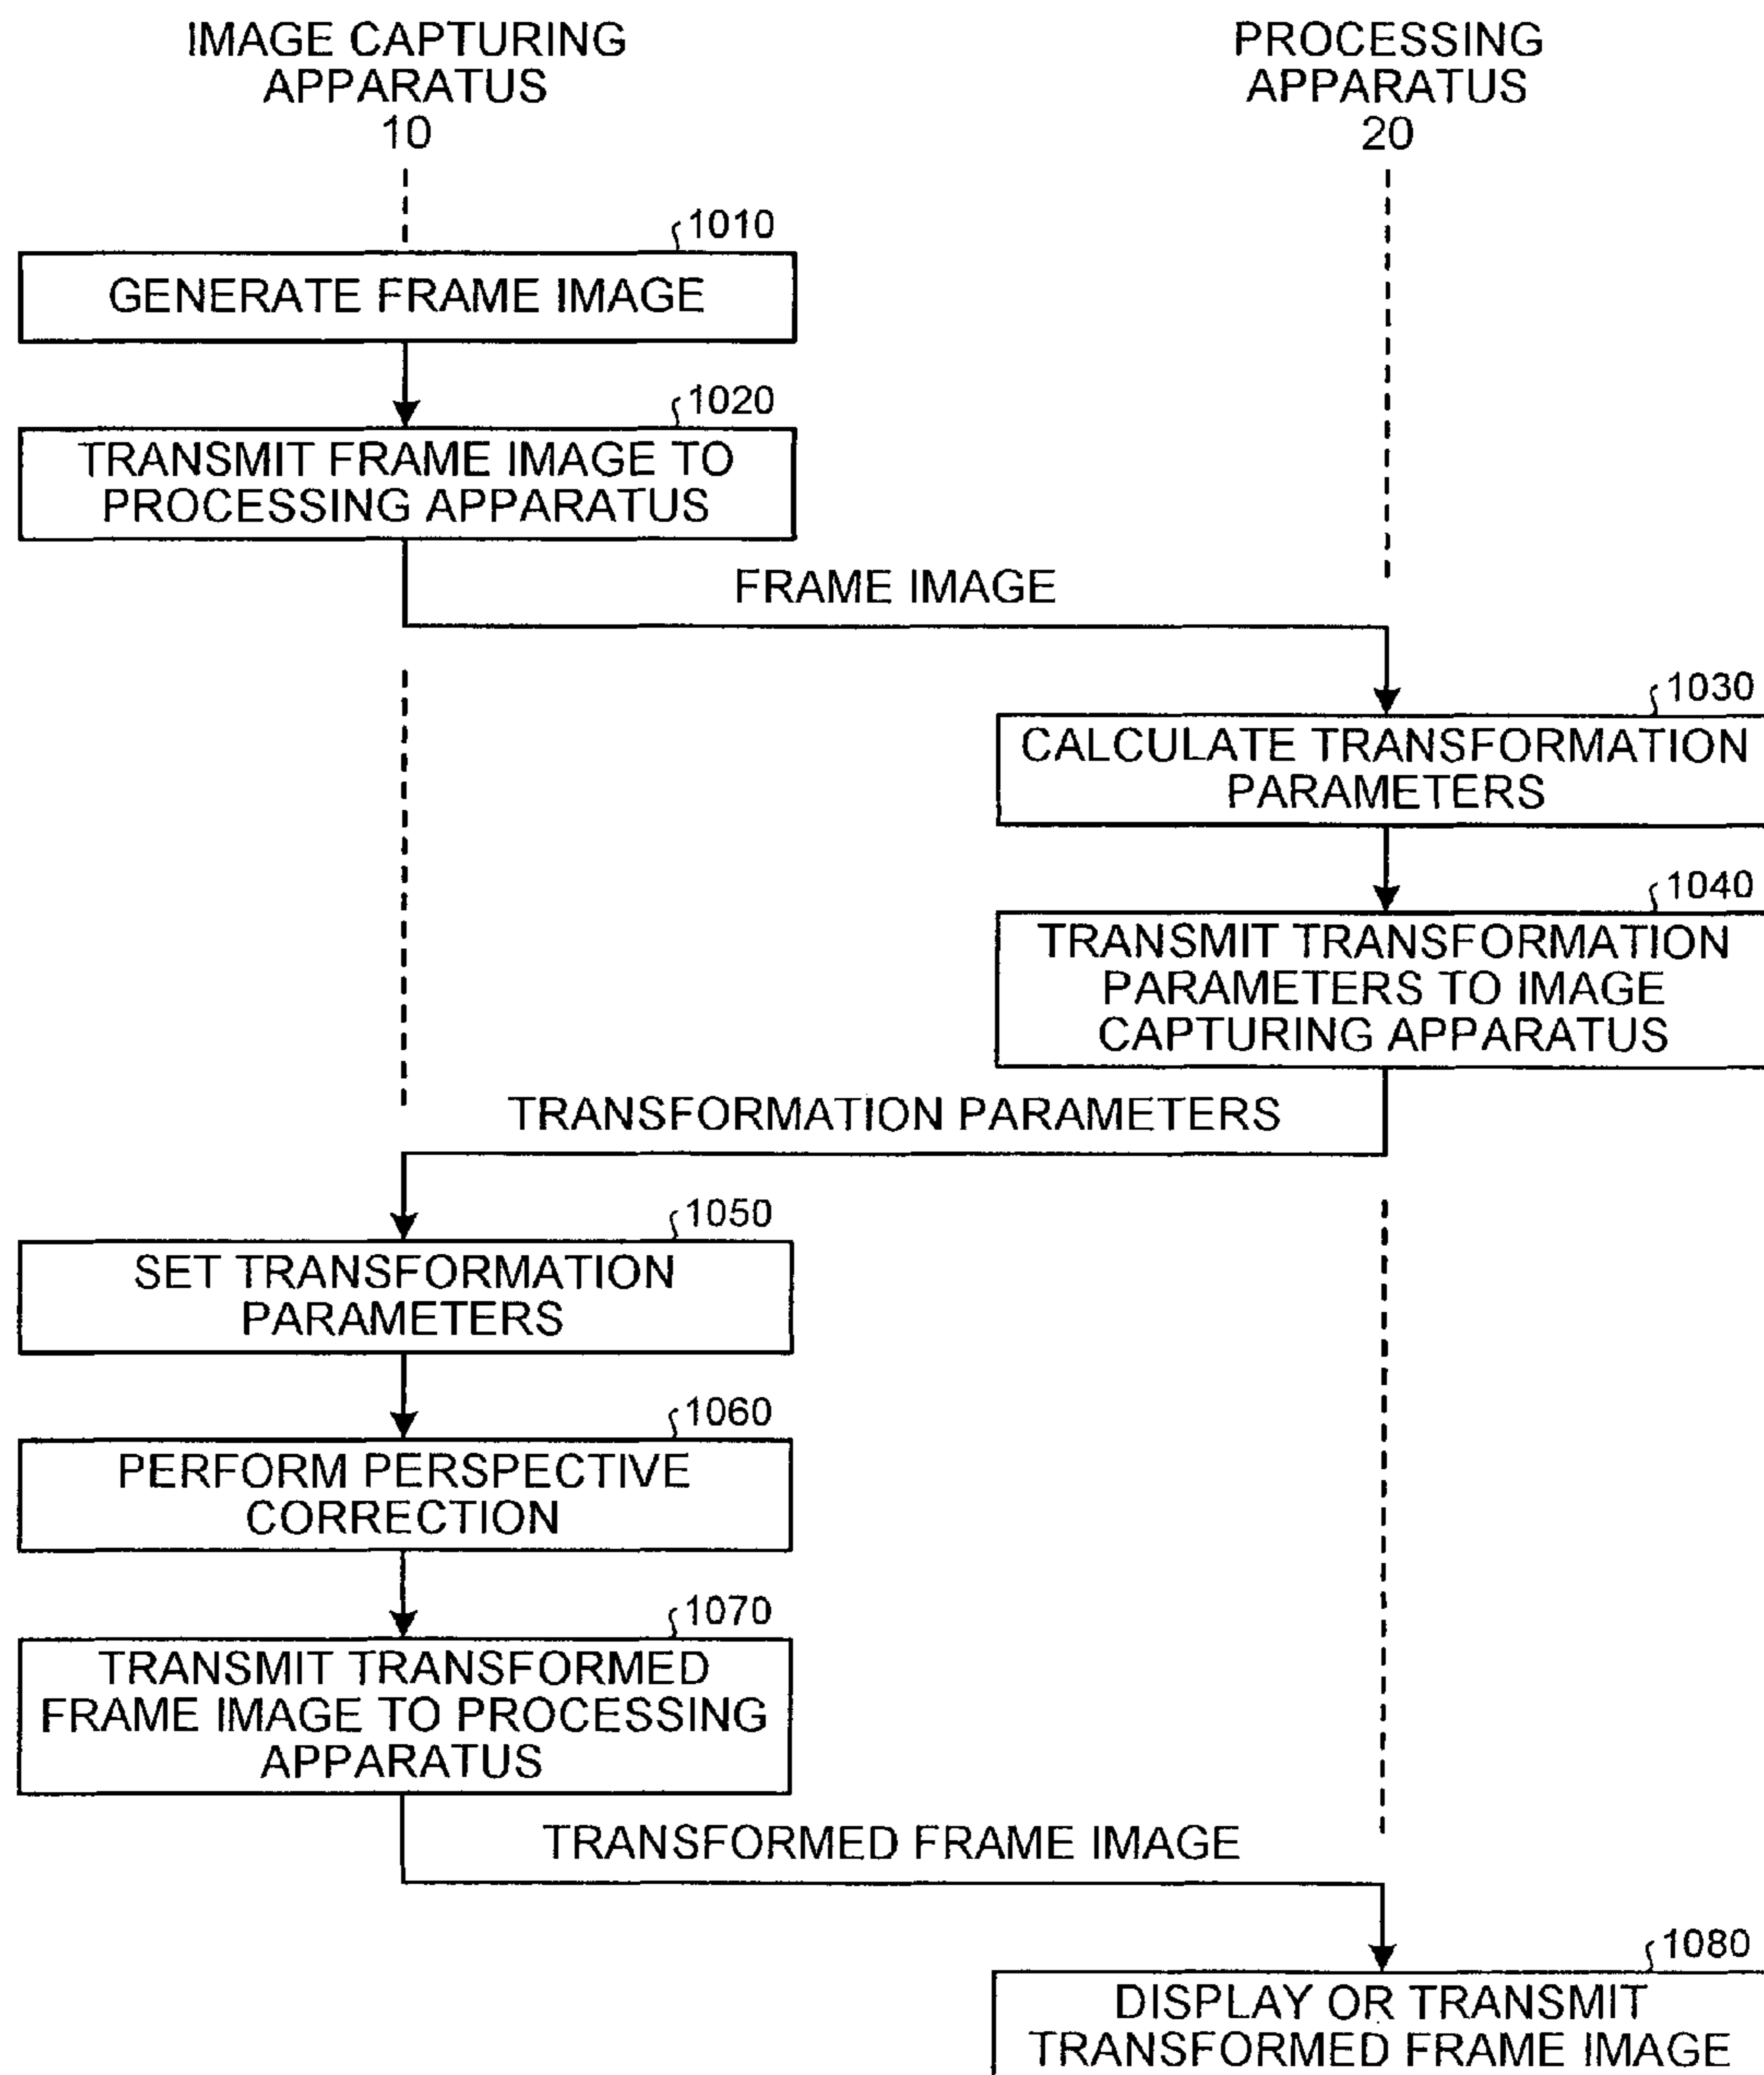 IMAGE CAPTURING
APPARATUS
10
PROCESSING
APPARATUS
20
1010
GENERATE FRAME IMAGE
1020
TRANSMIT FRAME IMAGE TO
PROCESSING APPARATUS
FRAME IMAGE
1030
CALCULATE TRANSFORMATION
PARAMETERS
1040
TRANSMIT TRANSFORMATION
PARAMETERS TO IMAGE
CAPTURING APPARATUS
TRANSFORMATION PARAMETERS
1050
SET TRANSFORMATION
PARAMETERS
1060
PERFORM PERSPECTIVE
CORRECTION
1070
TRANSMIT TRANSFORMED
FRAME IMAGE TO PROCESSING
APPARATUS
TRANSFORMED FRAME IMAGE
1080
DISPLAY OR TRANSMIT
TRANSFORMED FRAME IMAGE